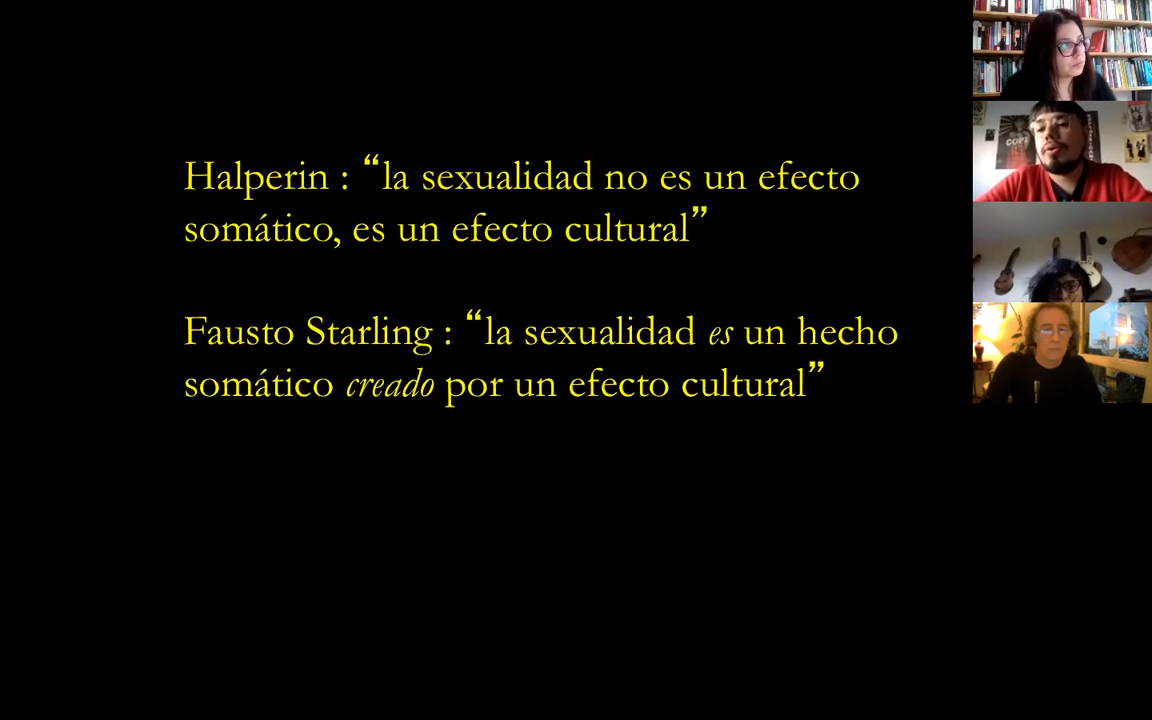 Halperin : “la sexualidad no es un efecto
somático, es un efecto cultural”
Fausto Starling : “la sexualidad es un hecho
somático creado por un efecto cultural”
COPE